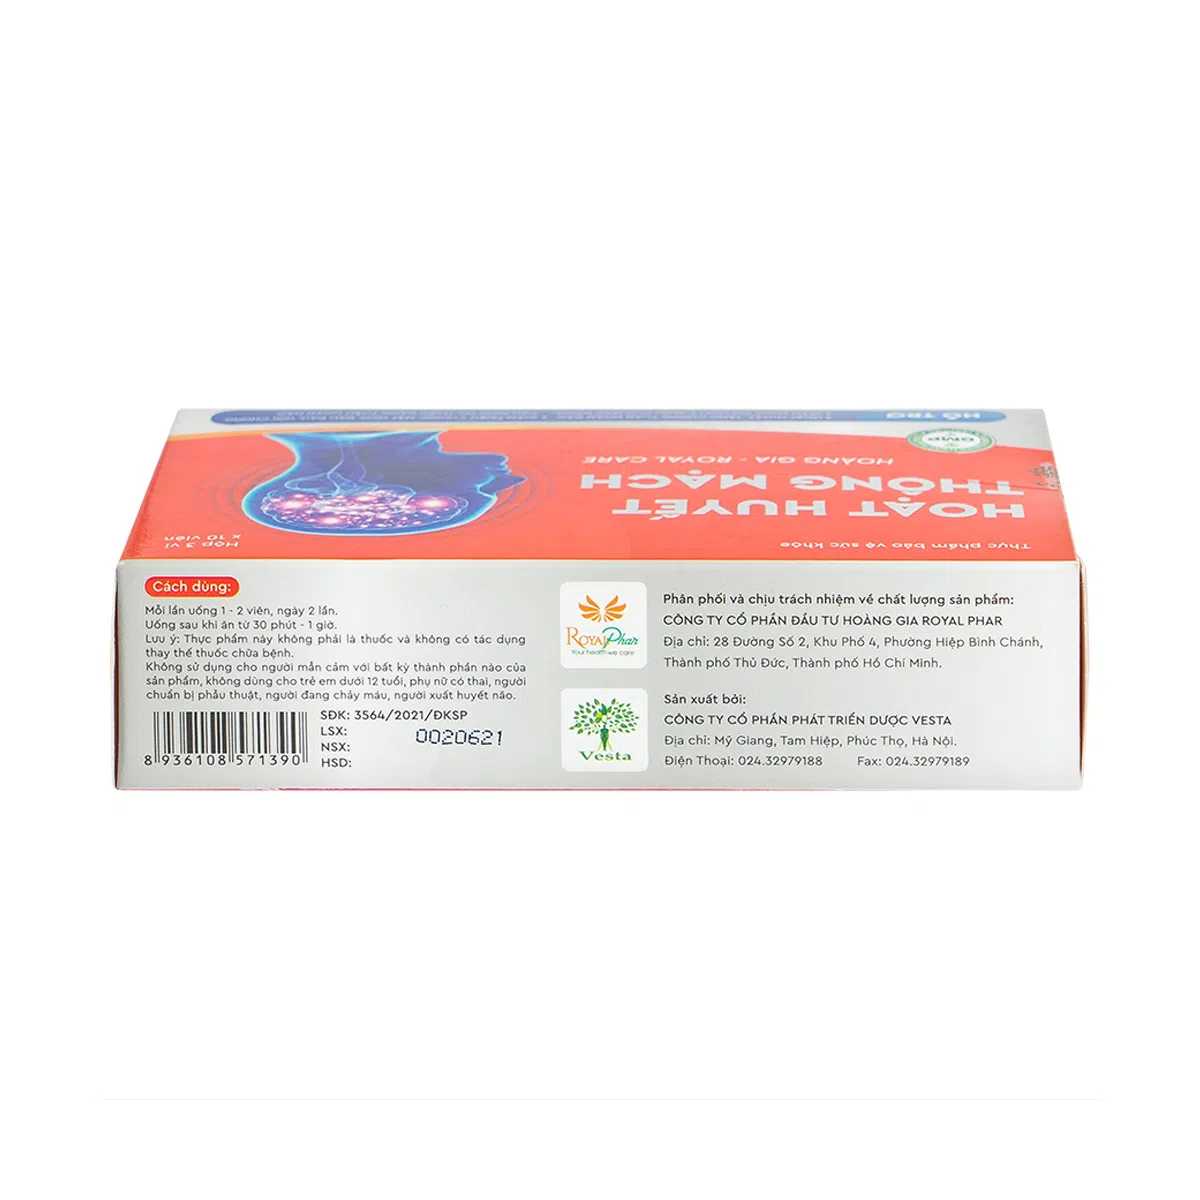 HỖ TRỢ
GMP
HOÀNG GIA - ROYAL CARE
THÔNG MẠCH
HOẠT HUYẾT
Thực phẩm bảo vệ sức khỏe
Hộp 3 vỉ
x 10 viên
Cách dùng:
Mỗi lần uống 1 - 2 viên, ngày 2 lần.
Uống sau khi ăn từ 30 phút - 1 giờ.
Lưu ý: Thực phẩm này không phải là thuốc và không có tác dụng
thay thế thuốc chữa bệnh.
Không sử dụng cho người mẫn cảm với bất kỳ thành phần nào của
sản phẩm, không dùng cho trẻ em dưới 12 tuổi, phụ nữ có thai, người
chuẩn bị phẫu thuật, người đang chảy máu, người xuất huyết não.
8 936108 571390
SĐK: 3564/2021/ĐKSP
LSX: 0020621
NSX:
HSD:
ROYAL Phar
Your health we care
Phân phối và chịu trách nhiệm về chất lượng sản phẩm:
CÔNG TY CỔ PHẦN ĐẦU TƯ HOÀNG GIA ROYAL PHAR
Địa chỉ: 28 Đường Số 2, Khu Phố 4, Phường Hiệp Bình Chánh,
Thành phố Thủ Đức, Thành phố Hồ Chí Minh.
Vesta
Sản xuất bởi:
CÔNG TY CỔ PHẦN PHÁT TRIỂN DƯỢC VESTA
Địa chỉ: Mỹ Giang, Tam Hiệp, Phúc Thọ, Hà Nội.
Điện Thoại: 024.32979188 Fax: 024.32979189